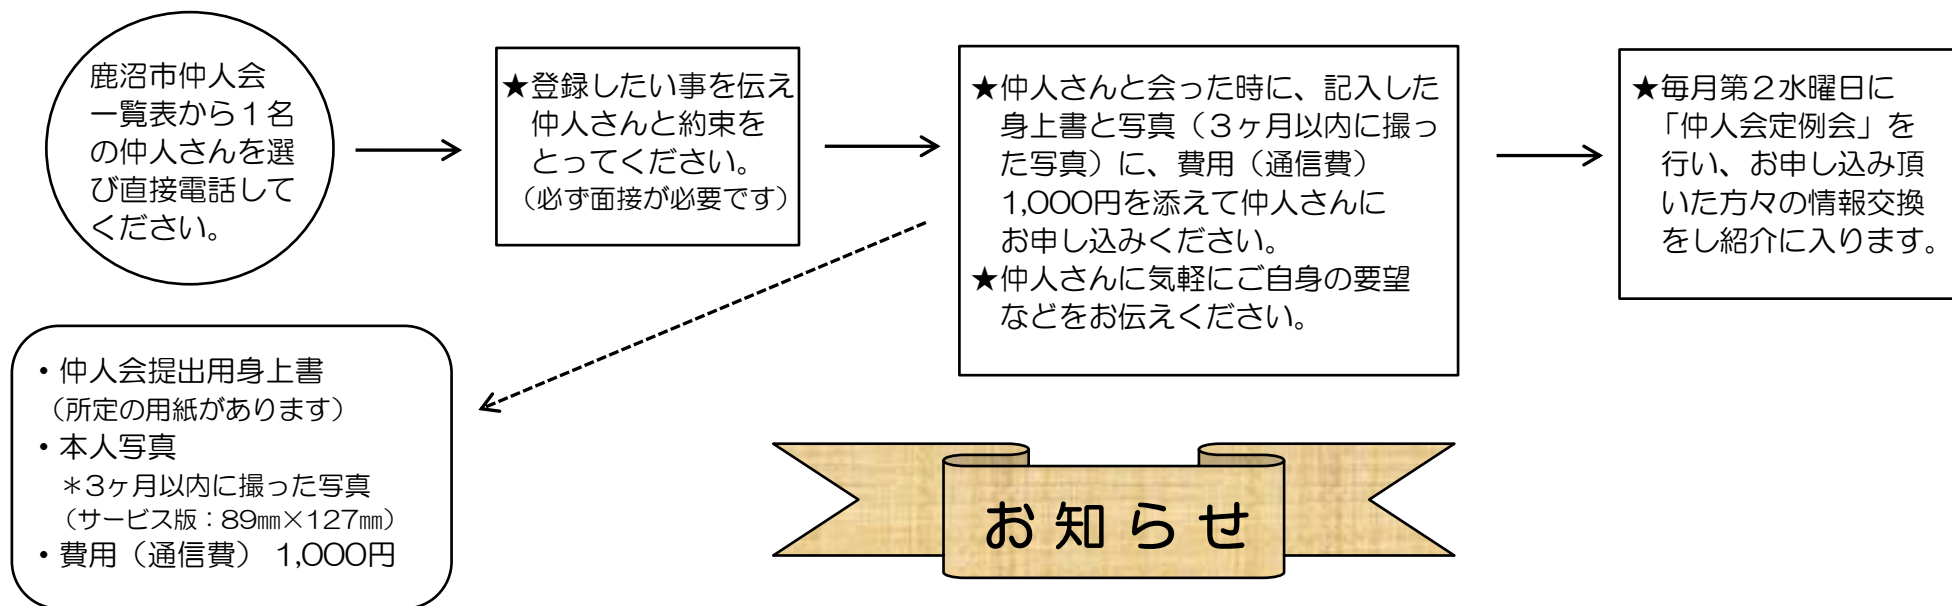 鹿沼市仲人会
一覧表から１名
の仲人さんを選
び直接電話して
ください。
★登録したい事を伝え
仲人さんと約束を
とってください。
（必ず面接が必要です）
★仲人さんと会った時に、記入した
身上書と写真（３ヶ月以内に撮っ
た写真）に、費用（通信費）
1,000円を添えて仲人さんに
お申し込みください。
★仲人さんに気軽にご自身の要望
などをお伝えください。
★毎月第２水曜日に
「仲人会定例会」を
行い、お申し込み頂
いた方々の情報交換
をし紹介に入ります。
・仲人会提出用身上書
（所定の用紙があります）
・本人写真
＊3ヶ月以内に撮った写真
（サービス版：89㎜×127㎜）
・費用（通信費） 1,000円
お知らせ